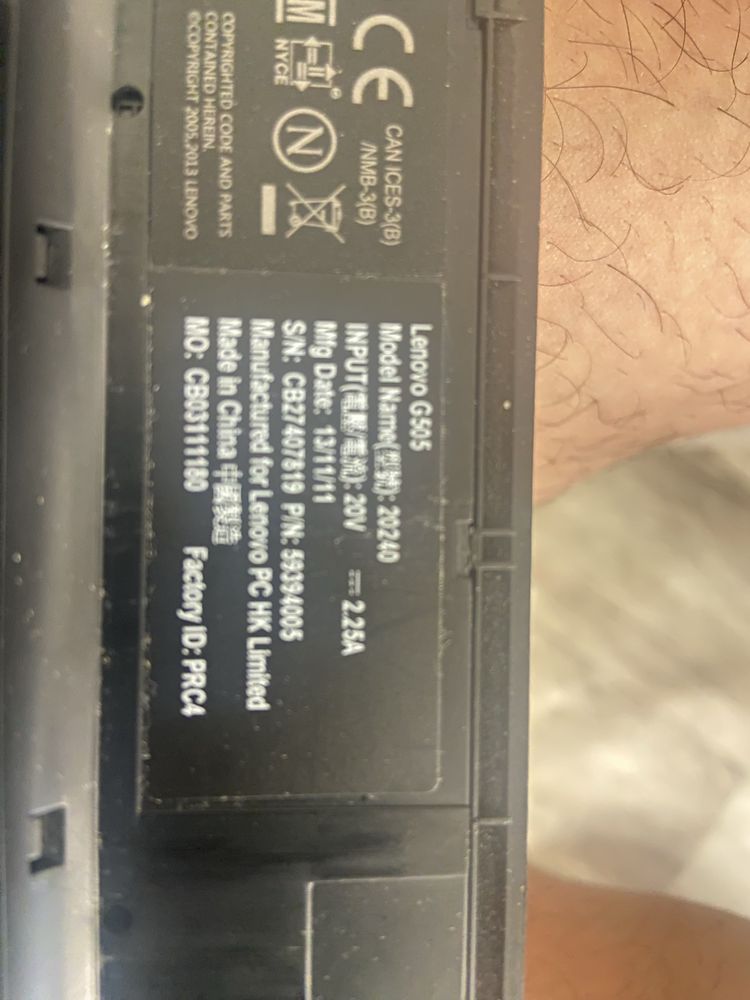 CE
CAN ICES-3(B)
/NMB-3(B)
NYCE
N
COPYRIGHTED CODE AND PARTS
CONTAINED HEREIN.
©COPYRIGHT 2005,2013 LENOVO
Lenovo G505
Model Name(型號): 20240
INPUT(電壓/電流): 20V ⎓ 2.25A
Mfg Date: 13/11/11
S/N: CB27407819 P/N: 59394005
Manufactured for Lenovo PC HK Limited
Made in China 中國製造
MO: CB03111180 Factory ID: PRC4